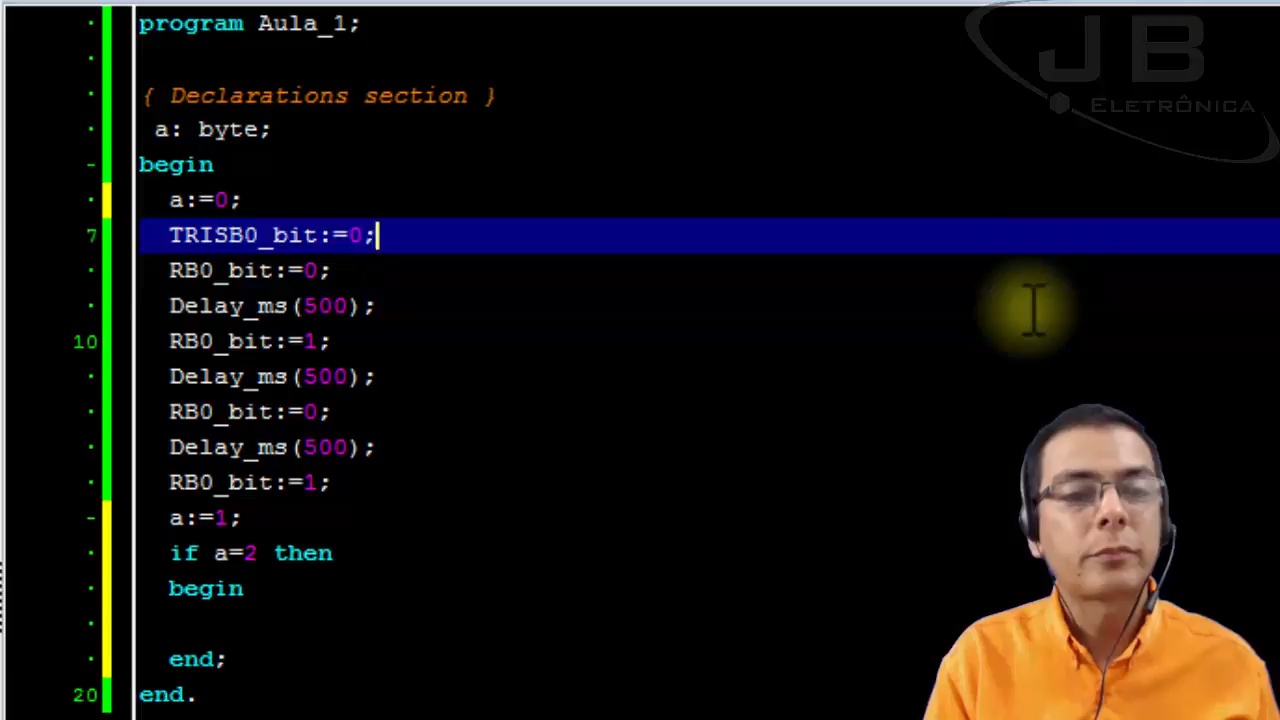 program Aula_1;
{ Declarations section }
a: byte;
begin
a:=0;
7 TRISB0_bit:=0;
RB0_bit:=0;
Delay_ms(500);
10 RB0_bit:=1;
Delay_ms(500);
RB0_bit:=0;
Delay_ms(500);
RB0_bit:=1;
a:=1;
if a=2 then
begin
end;
20 end.
JB
ELETRÔNICA